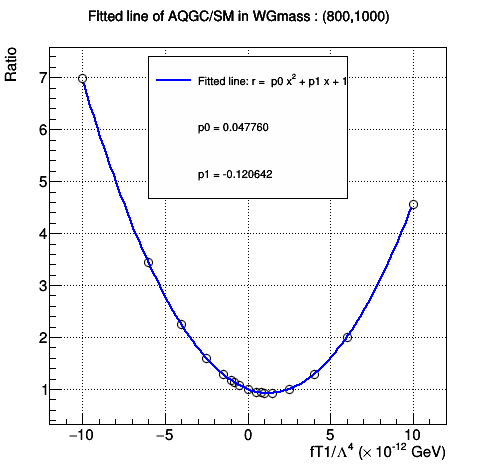 Fitted line of AQGC/SM in WGmass : (800,1000)
Ratio
Fitted line: r = p0 x² + p1 x + 1
p0 = 0.047760
p1 = -0.120642
7
6
5
4
3
2
1
−10 −5 0 5 10
fT1/Λ⁴ (× 10⁻¹² GeV)